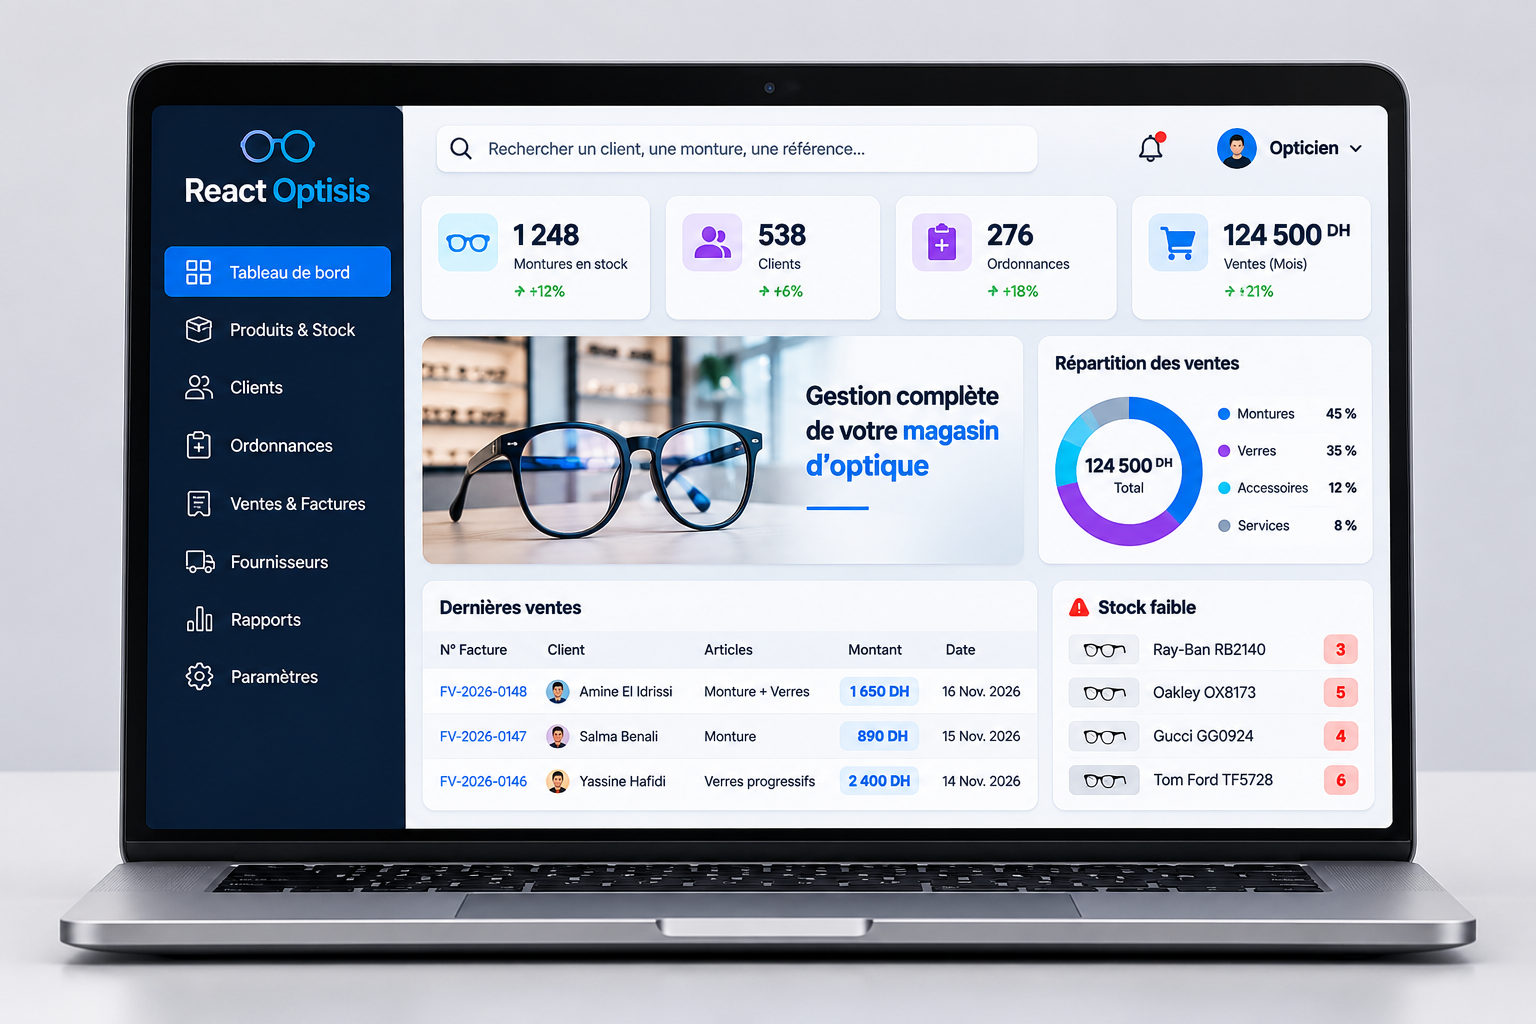 React Optisis
Tableau de bord
Produits & Stock
Clients
Ordonnances
Ventes & Factures
Fournisseurs
Rapports
Paramètres
Rechercher un client, une monture, une référence...
Opticien
1 248
Montures en stock
+12%
538
Clients
+6%
276
Ordonnances
+18%
124 500 DH
Ventes (Mois)
+21%
Gestion complète
de votre magasin
d'optique
Répartition des ventes
124 500 DH
Total
Montures 45 %
Verres 35 %
Accessoires 12 %
Services 8 %
Dernières ventes
N° Facture Client Articles Montant Date
FV-2026-0148 Amine El Idrissi Monture + Verres 1 650 DH 16 Nov. 2026
FV-2026-0147 Salma Benali Monture 890 DH 15 Nov. 2026
FV-2026-0146 Yassine Hafidi Verres progressifs 2 400 DH 14 Nov. 2026
Stock faible
Ray-Ban RB2140 3
Oakley OX8173 5
Gucci GG0924 4
Tom Ford TF5728 6